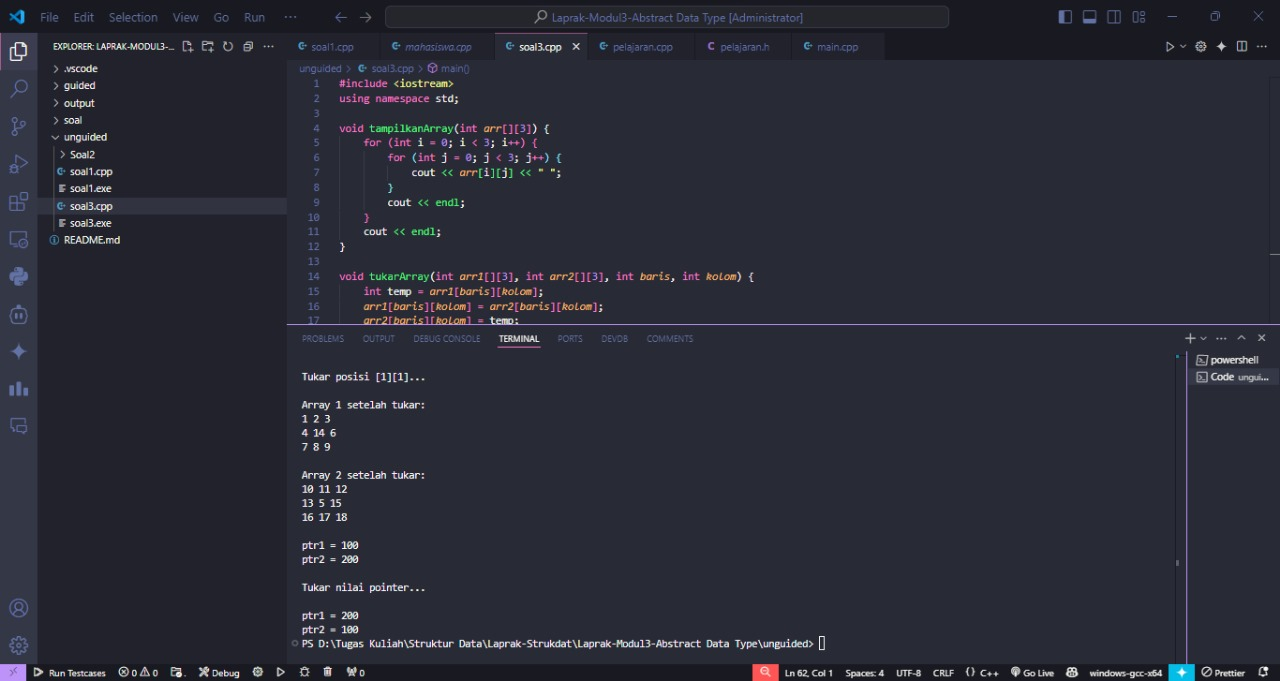 File Edit Selection View Go Run ··· Laprak-Modul3-Abstract Data Type [Administrator]
EXPLORER: LAPRAK-MODUL3-...
.vscode
guided
output
soal
unguided
Soal2
soal1.cpp
soal1.exe
soal3.cpp
soal3.exe
README.md
soal1.cpp mahasiswa.cpp soal3.cpp pelajaran.cpp pelajaran.h main.cpp
unguided > soal3.cpp > main()
1 #include <iostream>
2 using namespace std;
3
4 void tampilkanArray(int arr[][3]) {
5 for (int i = 0; i < 3; i++) {
6 for (int j = 0; j < 3; j++) {
7 cout << arr[i][j] << " ";
8 }
9 cout << endl;
10 }
11 cout << endl;
12 }
13
14 void tukarArray(int arr1[][3], int arr2[][3], int baris, int kolom) {
15 int temp = arr1[baris][kolom];
16 arr1[baris][kolom] = arr2[baris][kolom];
17 arr2[baris][kolom] = temp;
PROBLEMS OUTPUT DEBUG CONSOLE TERMINAL PORTS DEVDB COMMENTS
powershell
Code ungui...
Tukar posisi [1][1]...
Array 1 setelah tukar:
1 2 3
4 14 6
7 8 9
Array 2 setelah tukar:
10 11 12
13 5 15
16 17 18
ptr1 = 100
ptr2 = 200
Tukar nilai pointer...
ptr1 = 200
ptr2 = 100
PS D:\Tugas Kuliah\Struktur Data\Laprak-Strukdat\Laprak-Modul3-Abstract Data Type\unguided>
Run Testcases 0 0 Debug 0 Ln 62, Col 1 Spaces: 4 UTF-8 CRLF {} C++ Go Live windows-gcc-x64 Prettier